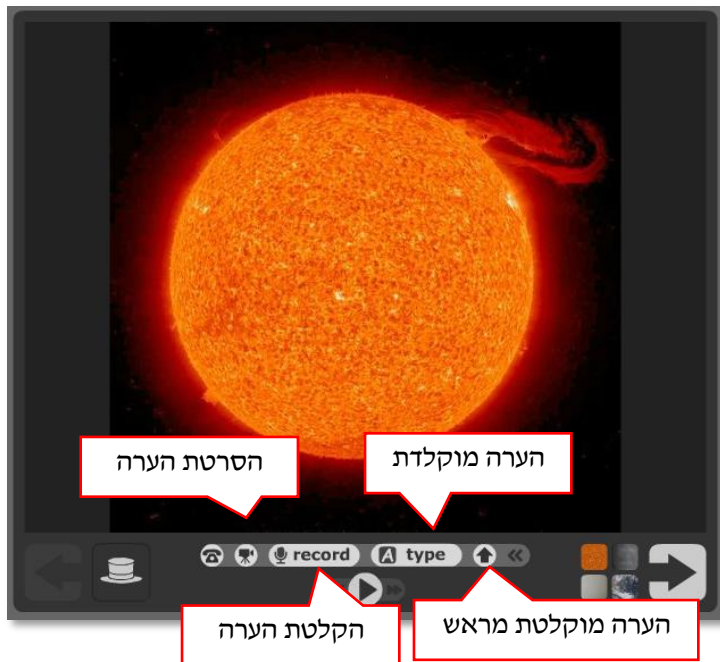 הסרטת הערה
הערה מוקלדת
record
A type
הקלטת הערה
הערה מוקלטת מראש